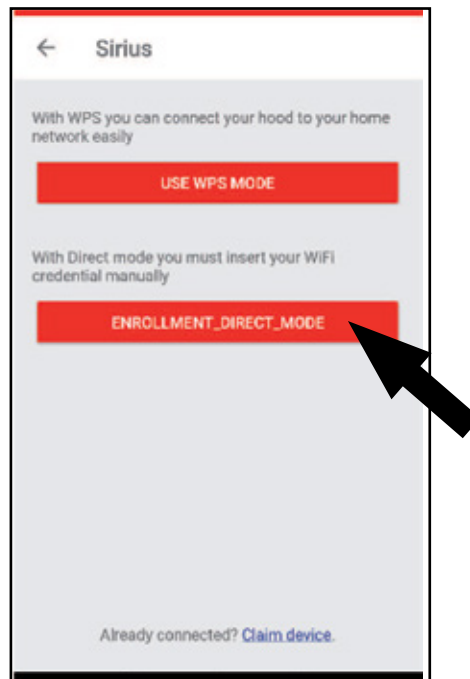 ← Sirius
With WPS you can connect your hood to your home
network easily
USE WPS MODE
With Direct mode you must insert your WiFi
credential manually
ENROLLMENT_DIRECT_MODE
Already connected? Claim device.